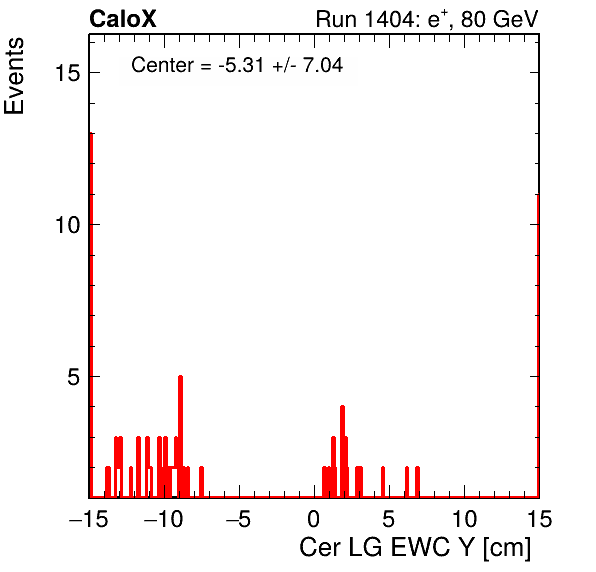 CaloX
Run 1404: e+, 80 GeV
Center = -5.31 +/- 7.04
Events
15
10
5
−15 −10 −5 0 5 10 15
Cer LG EWC Y [cm]